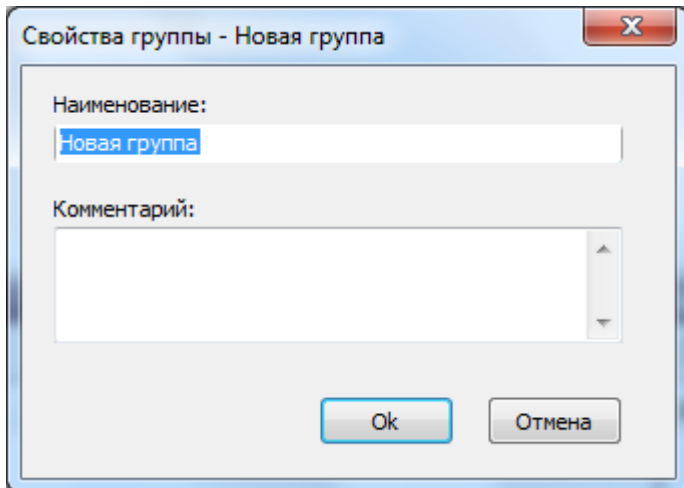 Свойства группы - Новая группа
Наименование:
Новая группа
Комментарий:
Ok
Отмена